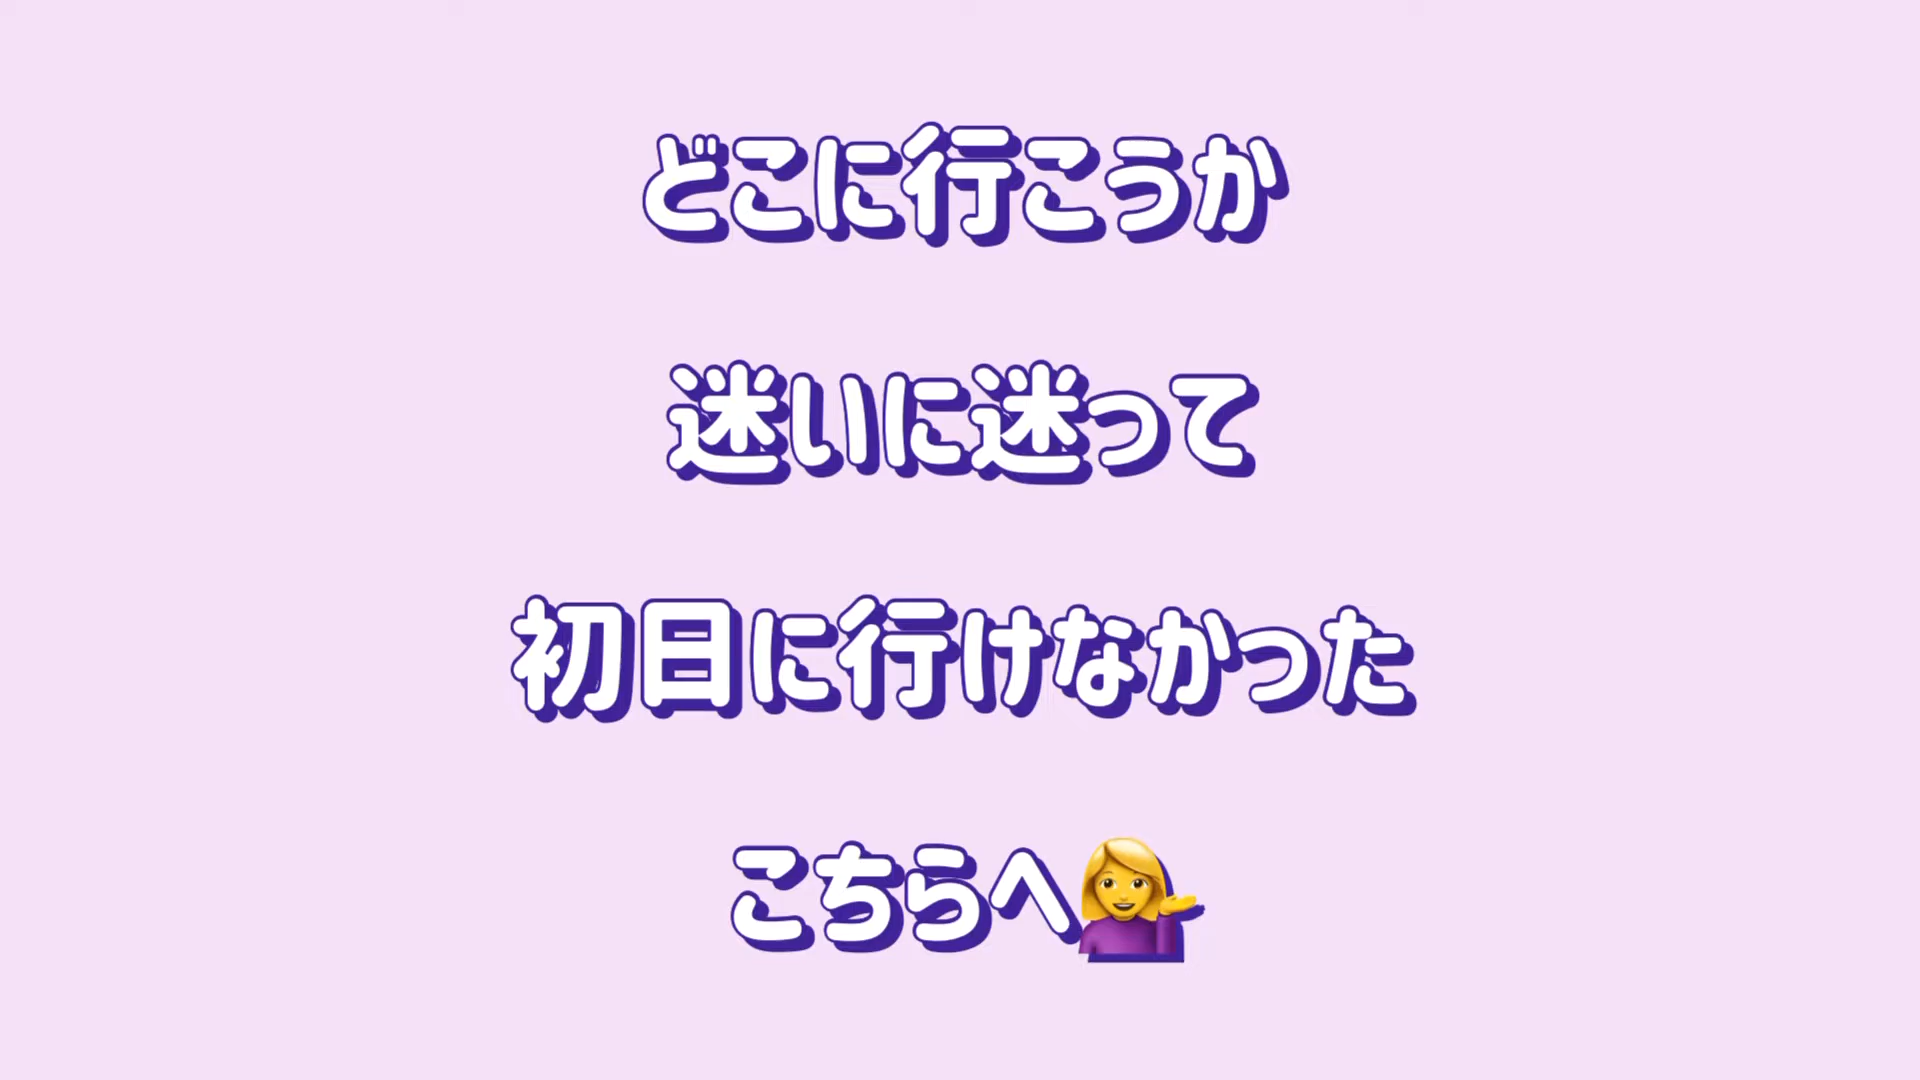 どこに行こうか
迷いに迷って
初日に行けなかった
こちらへ💁‍♀️